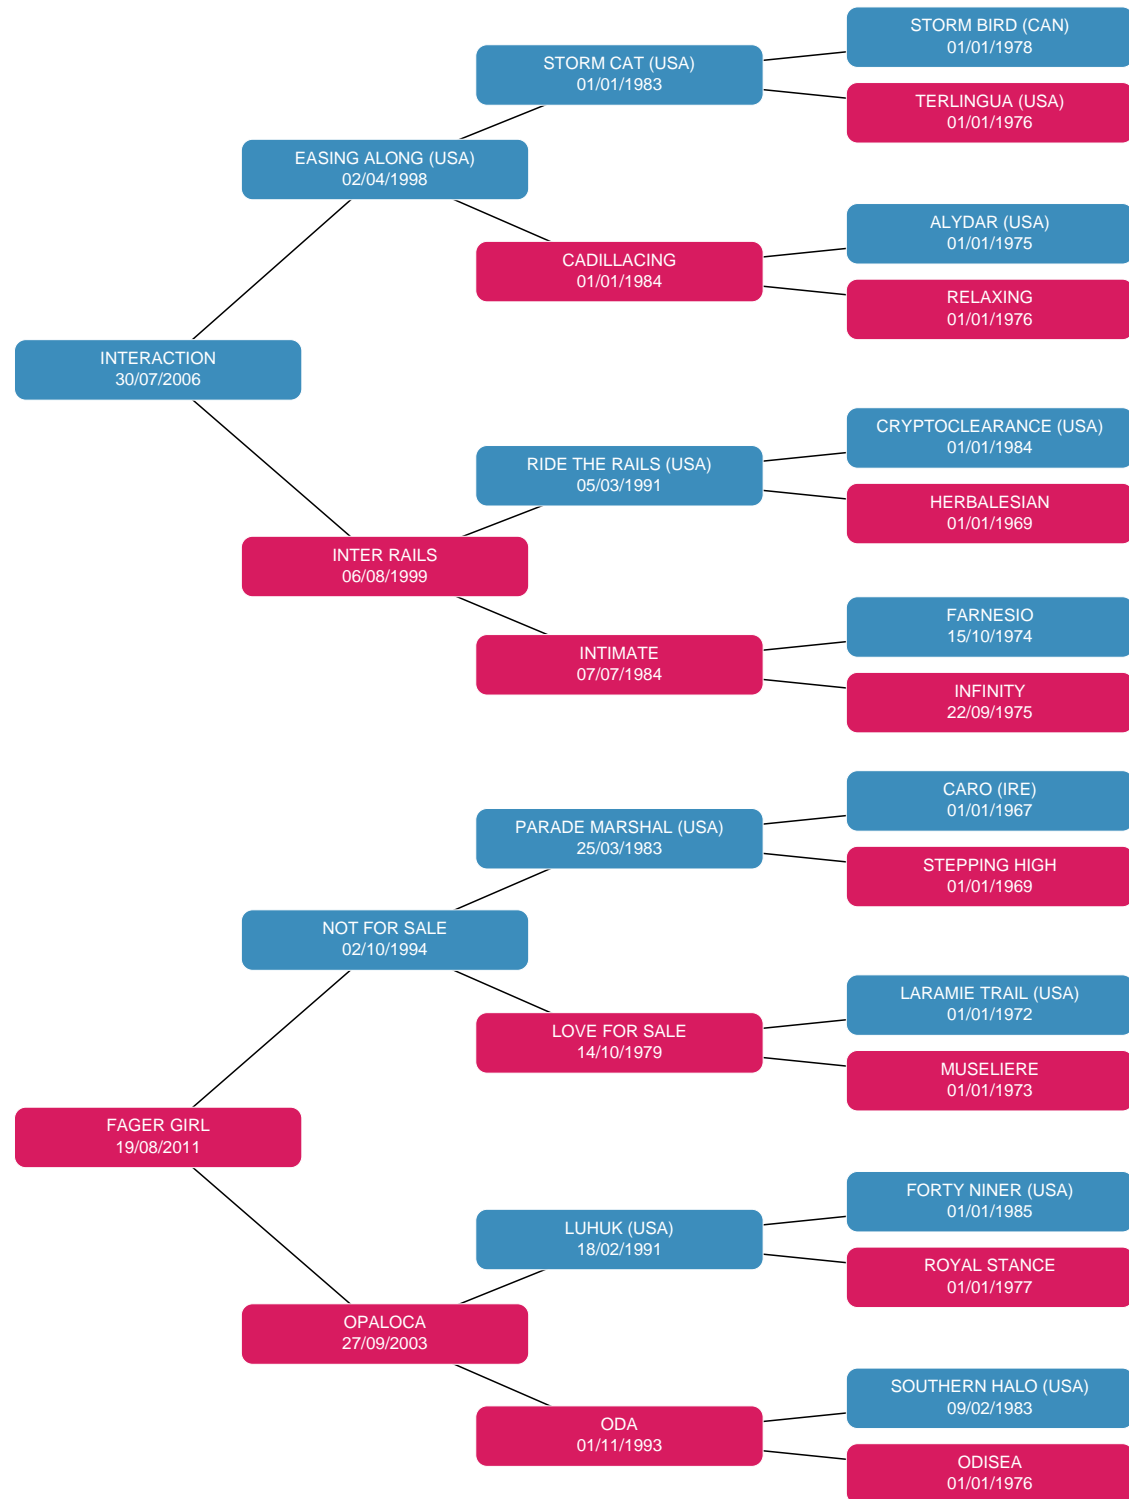 STORM BIRD (CAN)
01/01/1978
STORM CAT (USA)
01/01/1983
TERLINGUA (USA)
01/01/1976
EASING ALONG (USA)
02/04/1998
ALYDAR (USA)
01/01/1975
CADILLACING
01/01/1984
RELAXING
01/01/1976
INTERACTION
30/07/2006
CRYPTOCLEARANCE (USA)
01/01/1984
RIDE THE RAILS (USA)
05/03/1991
HERBALESIAN
01/01/1969
INTER RAILS
06/08/1999
FARNESIO
15/10/1974
INTIMATE
07/07/1984
INFINITY
22/09/1975
CARO (IRE)
01/01/1967
PARADE MARSHAL (USA)
25/03/1983
STEPPING HIGH
01/01/1969
NOT FOR SALE
02/10/1994
LARAMIE TRAIL (USA)
01/01/1972
LOVE FOR SALE
14/10/1979
MUSELIERE
01/01/1973
FAGER GIRL
19/08/2011
FORTY NINER (USA)
01/01/1985
LUHUK (USA)
18/02/1991
ROYAL STANCE
01/01/1977
OPALOCA
27/09/2003
SOUTHERN HALO (USA)
09/02/1983
ODA
01/11/1993
ODISEA
01/01/1976